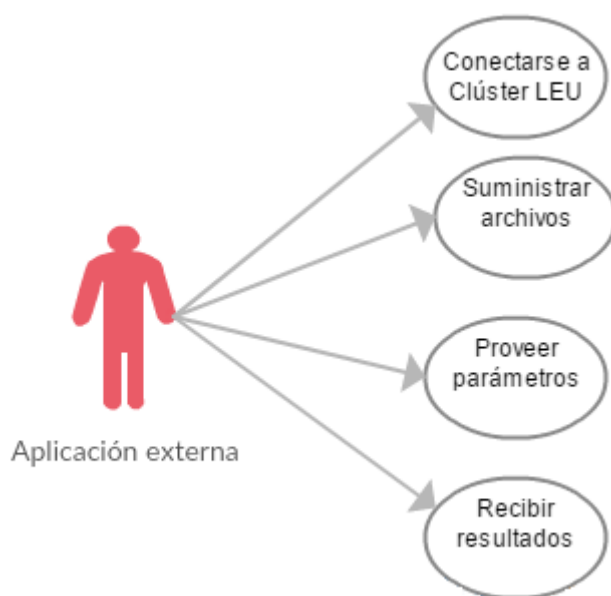 Conectarse a
Clúster LEU
Suministrar
archivos
Proveer
parámetros
Aplicación externa
Recibir
resultados